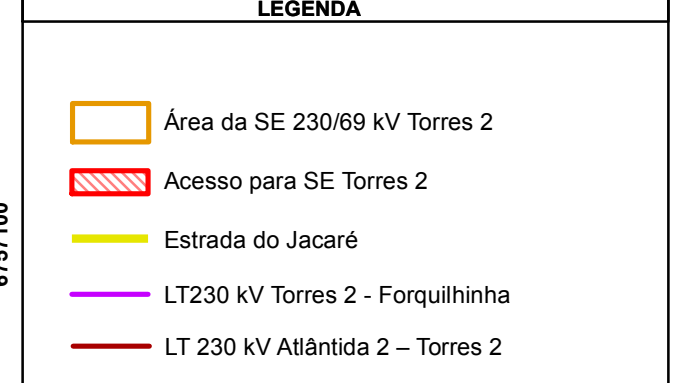 LEGENDA
Área da SE 230/69 kV Torres 2
Acesso para SE Torres 2
Estrada do Jacaré
LT230 kV Torres 2 - Forquilhinha
LT 230 kV Atlântida 2 – Torres 2